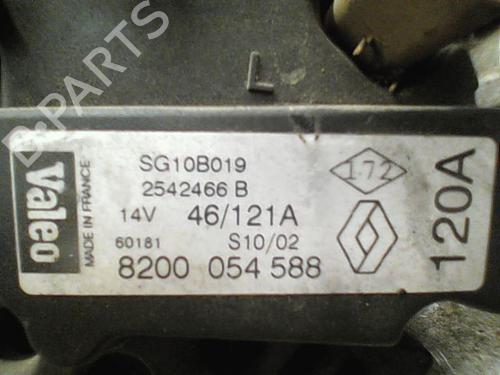 B-PARTS
L
Valeo
MADE IN FRANCE
SG10B019
2542466 B
14V 46/121A
60181 S10/02
8200 054 588
1.72
120A